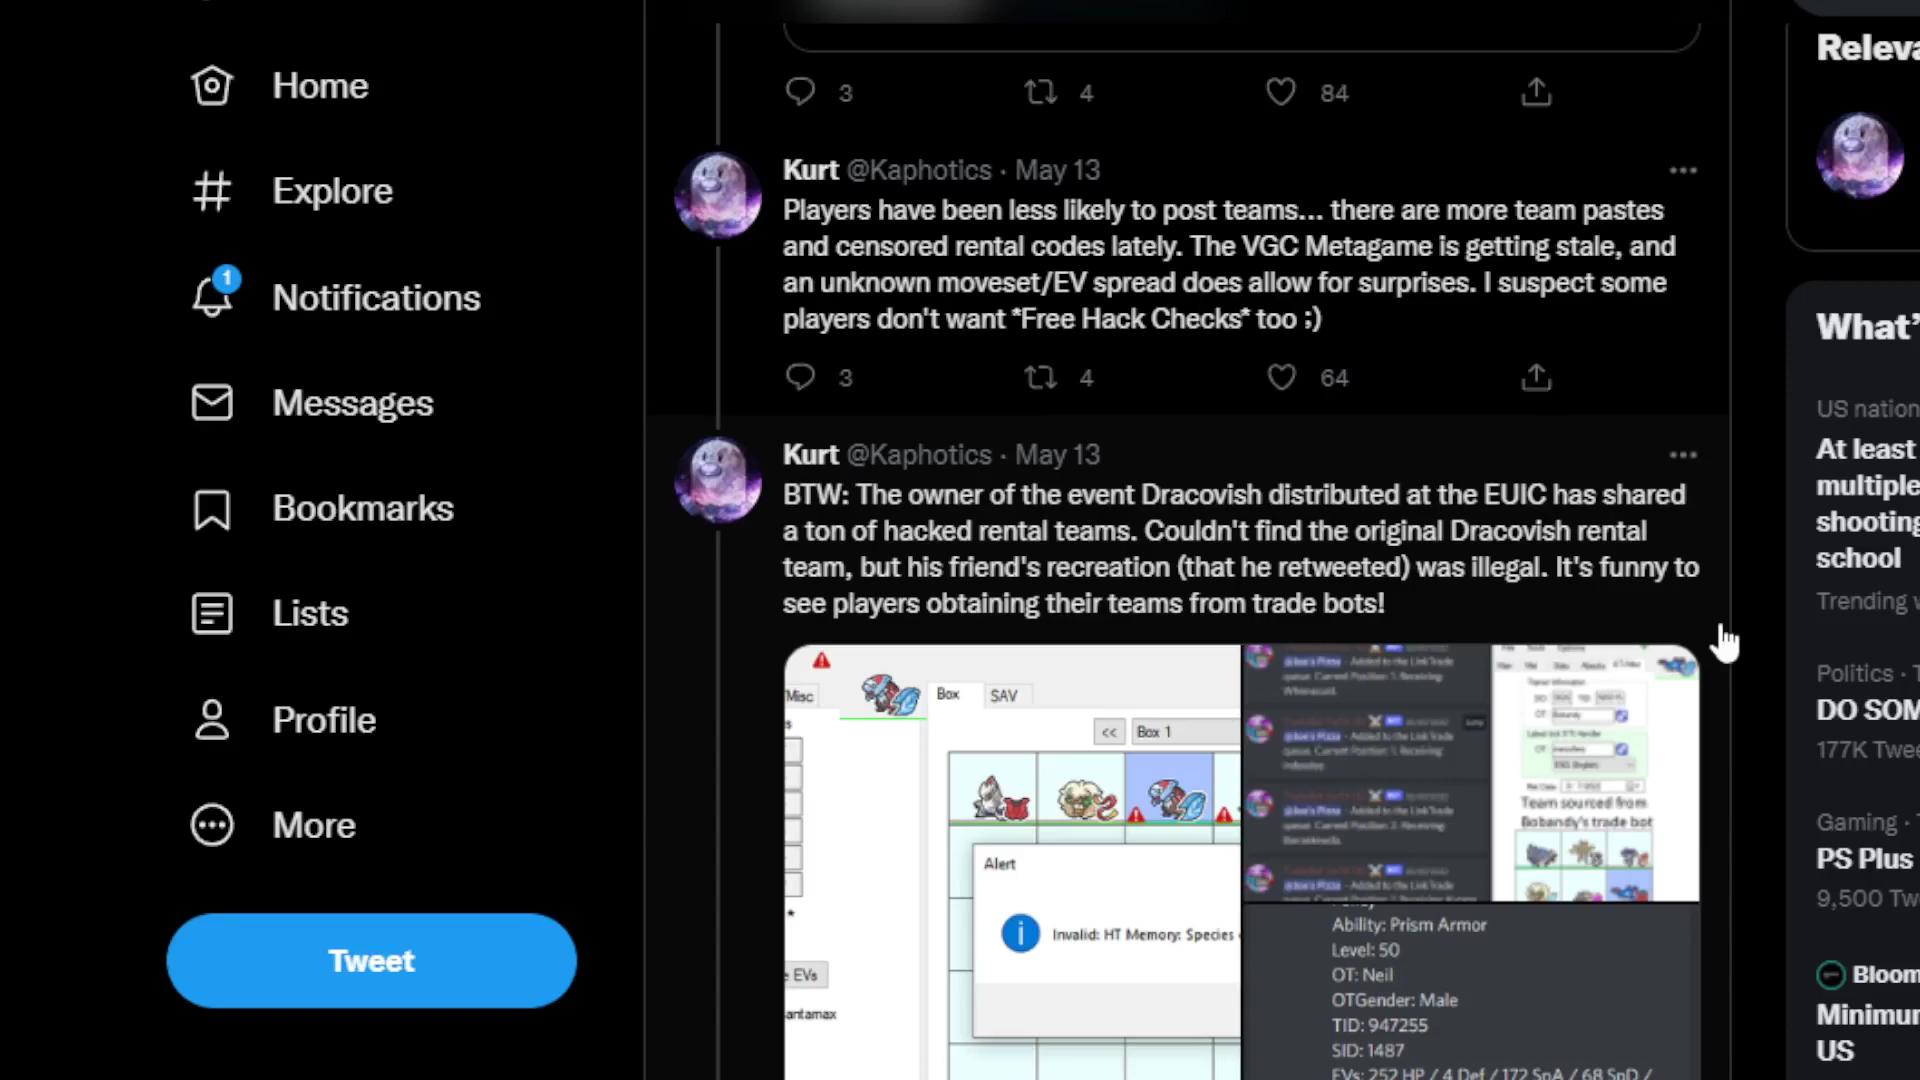 Home
Explore
1
Notifications
Messages
Bookmarks
Lists
Profile
More
Tweet
3 4 84
Kurt @Kaphotics · May 13
Players have been less likely to post teams... there are more team pastes
and censored rental codes lately. The VGC Metagame is getting stale, and
an unknown moveset/EV spread does allow for surprises. I suspect some
players don't want *Free Hack Checks* too ;)
3 4 64
Kurt @Kaphotics · May 13
BTW: The owner of the event Dracovish distributed at the EUIC has shared
a ton of hacked rental teams. Couldn't find the original Dracovish rental
team, but his friend's recreation (that he retweeted) was illegal. It's funny to
see players obtaining their teams from trade bots!
Misc
Box SAV
<< Box 1
Alert
Invalid: HT Memory: Species
e EVs
antamax
Team sourced from
Bobandy's trade bot
Ability: Prism Armor
Level: 50
OT: Neil
OTGender: Male
TID: 947255
SID: 1487
EVs: 252 HP / 4 Def / 172 SpA / 68 SpD /
Releva
What'
US nation
At least
multiple
shooting
school
Trending
Politics ·
DO SOM
177K Twee
Gaming ·
PS Plus
9,500 Tw
Bloom
Minimum
US